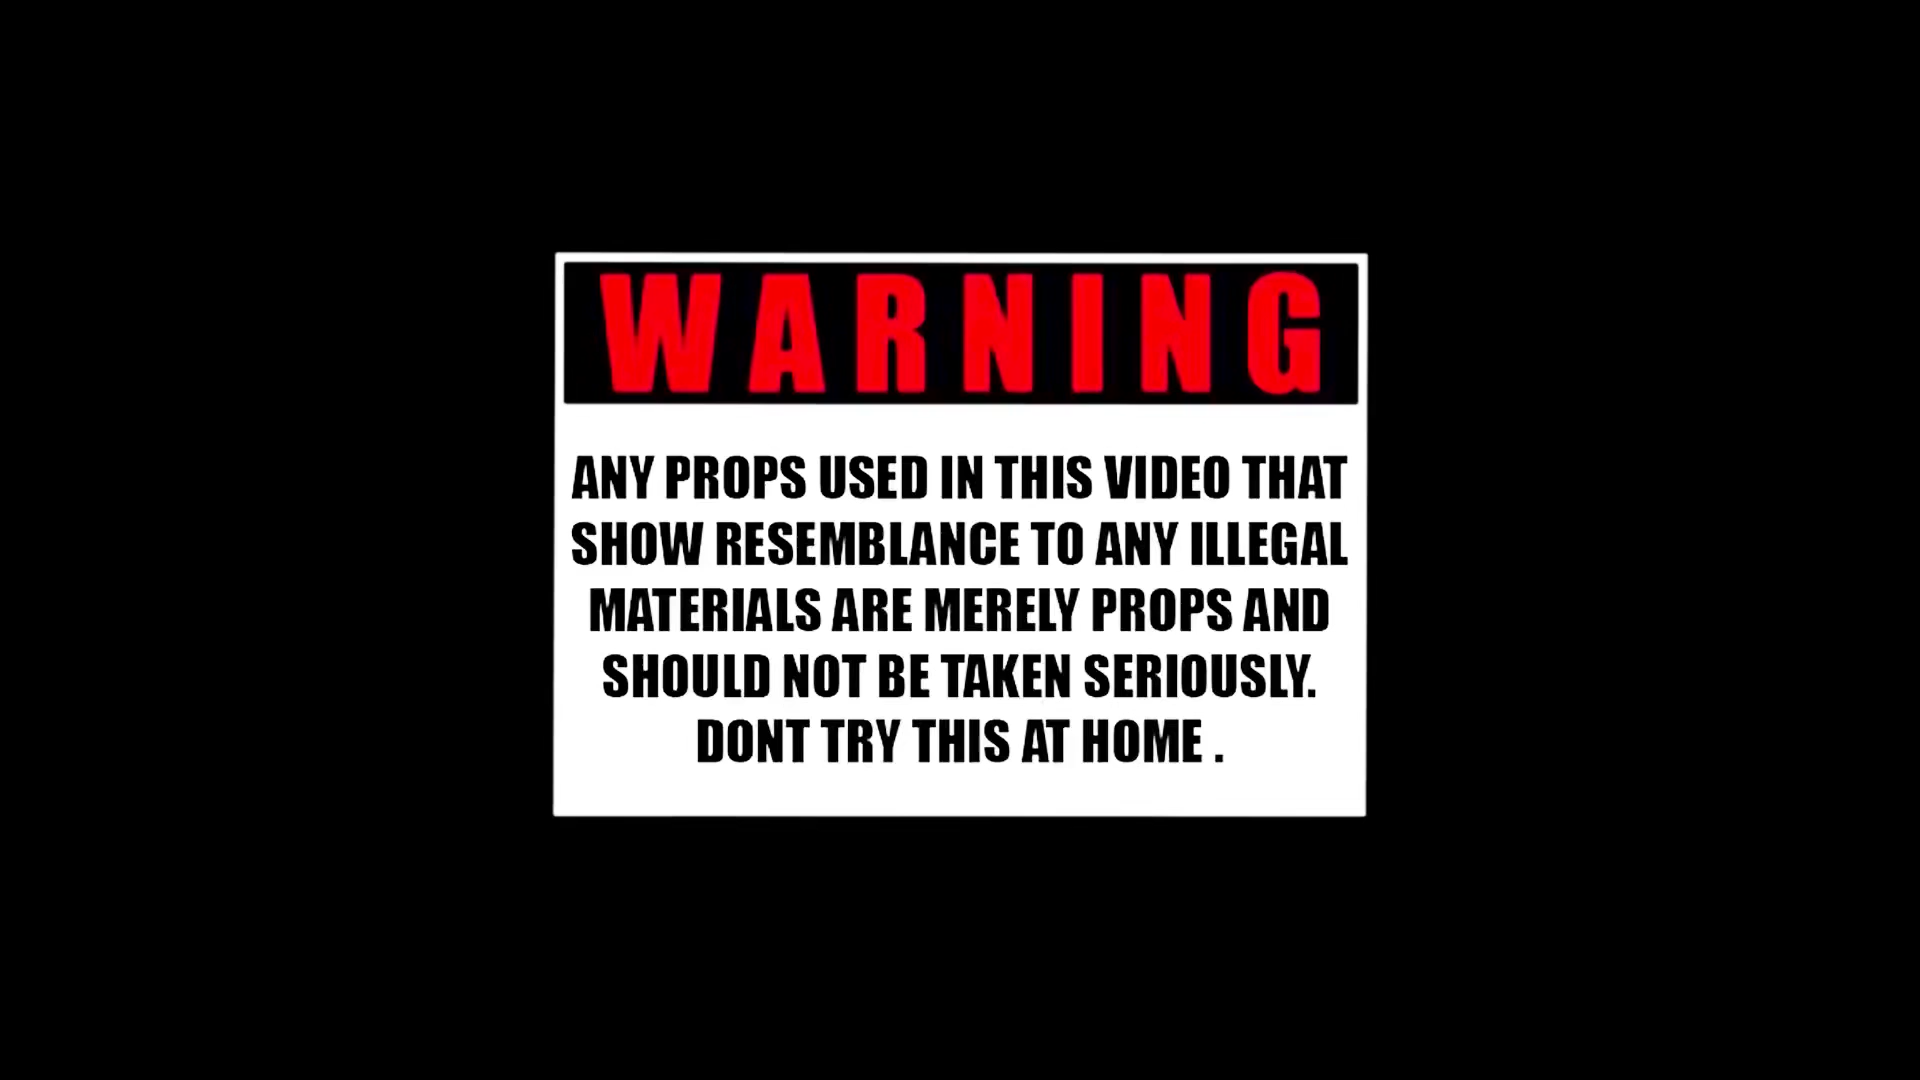 WARNING
ANY PROPS USED IN THIS VIDEO THAT
SHOW RESEMBLANCE TO ANY ILLEGAL
MATERIALS ARE MERELY PROPS AND
SHOULD NOT BE TAKEN SERIOUSLY.
DONT TRY THIS AT HOME .